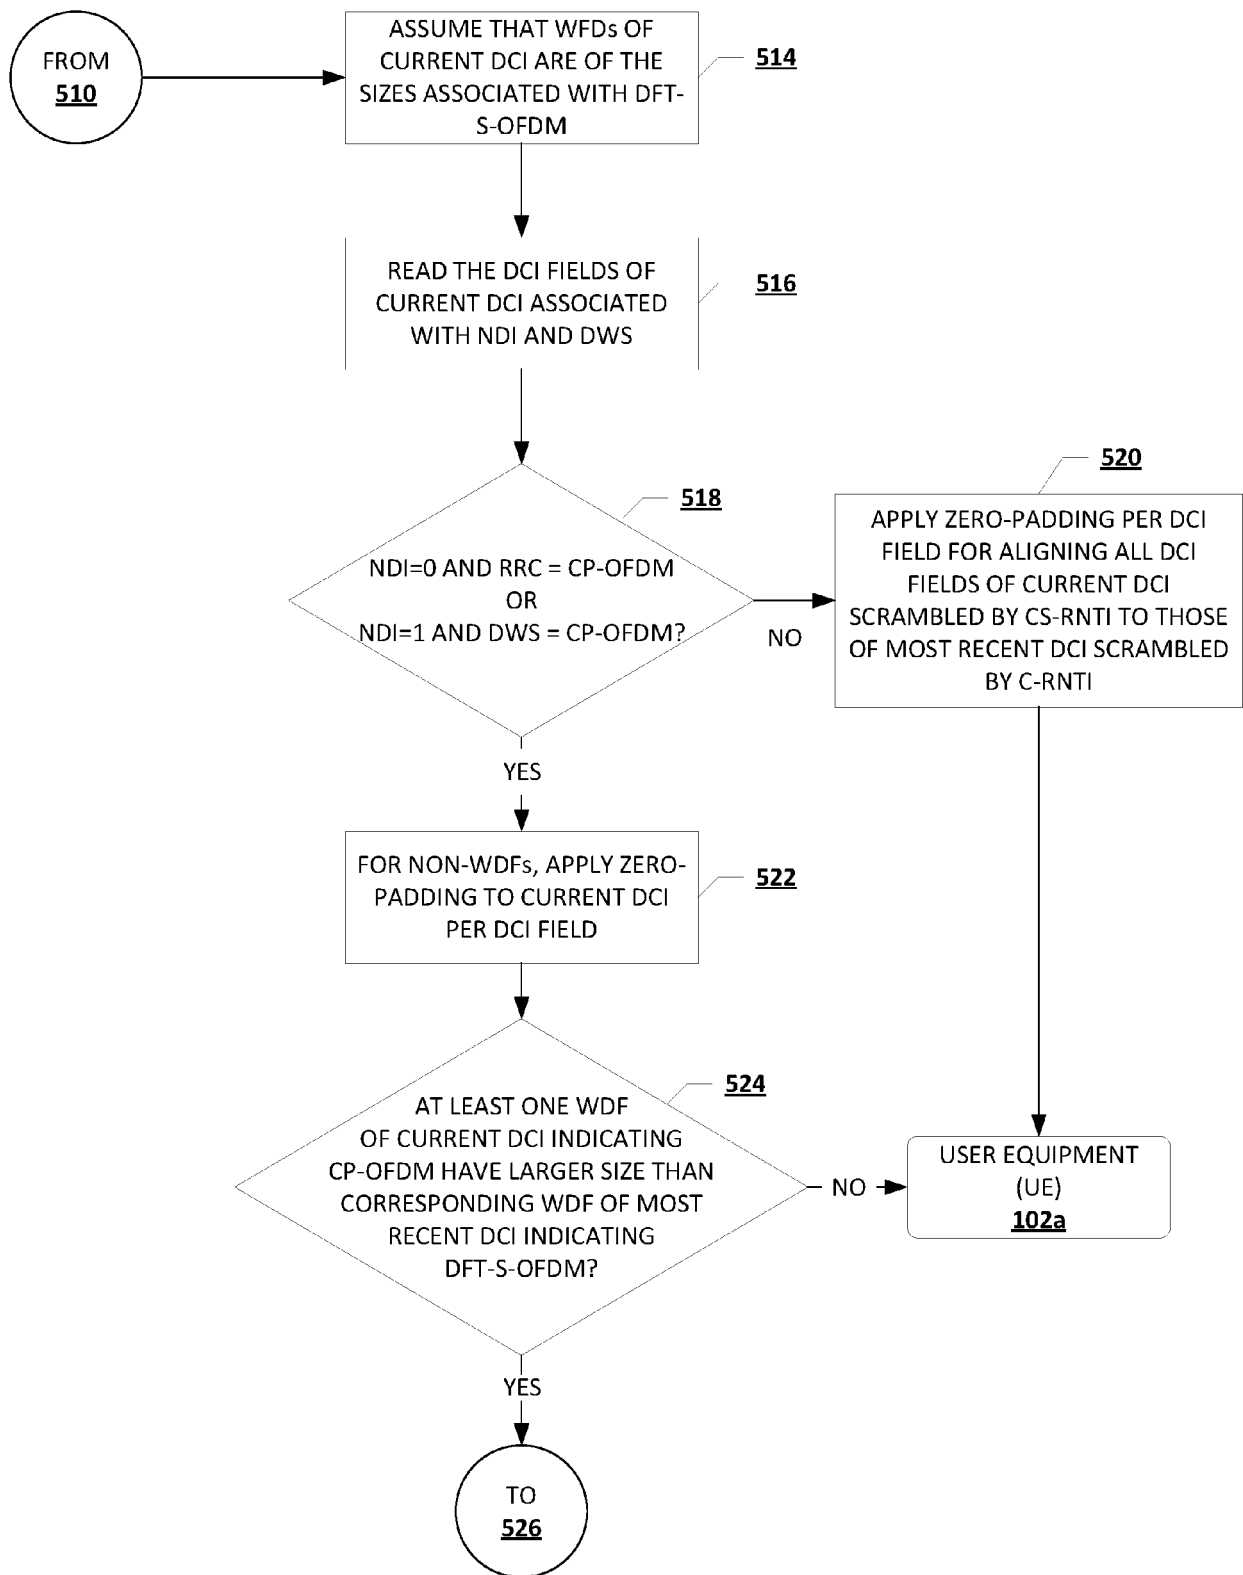 FROM
510
ASSUME THAT WFDs OF
CURRENT DCI ARE OF THE
SIZES ASSOCIATED WITH DFT-
S-OFDM
514
READ THE DCI FIELDS OF
CURRENT DCI ASSOCIATED
WITH NDI AND DWS
516
NDI=0 AND RRC = CP-OFDM
OR
NDI=1 AND DWS = CP-OFDM?
518
NO
520
APPLY ZERO-PADDING PER DCI
FIELD FOR ALIGNING ALL DCI
FIELDS OF CURRENT DCI
SCRAMBLED BY CS-RNTI TO THOSE
OF MOST RECENT DCI SCRAMBLED
BY C-RNTI
YES
FOR NON-WDFs, APPLY ZERO-
PADDING TO CURRENT DCI
PER DCI FIELD
522
AT LEAST ONE WDF
OF CURRENT DCI INDICATING
CP-OFDM HAVE LARGER SIZE THAN
CORRESPONDING WDF OF MOST
RECENT DCI INDICATING
DFT-S-OFDM?
524
NO
USER EQUIPMENT
(UE)
102a
YES
TO
526